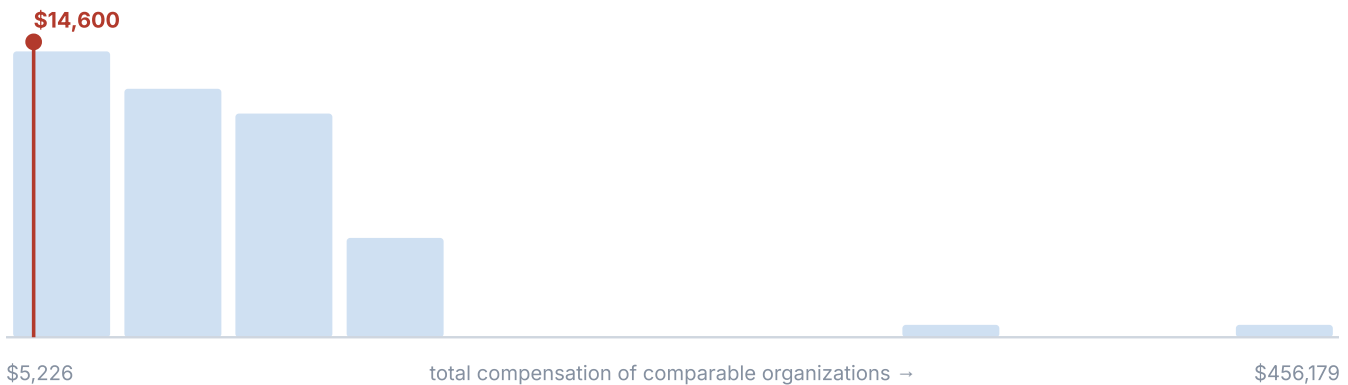 $14,600
$5,226
total compensation of comparable organizations →
$456,179